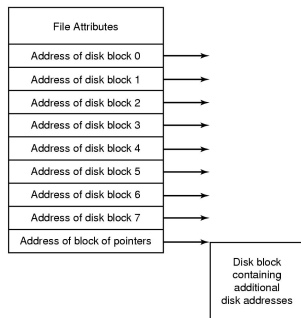 File Attributes
Address of disk block 0
Address of disk block 1
Address of disk block 2
Address of disk block 3
Address of disk block 4
Address of disk block 5
Address of disk block 6
Address of disk block 7
Address of block of pointers
Disk block
containing
additional
disk addresses